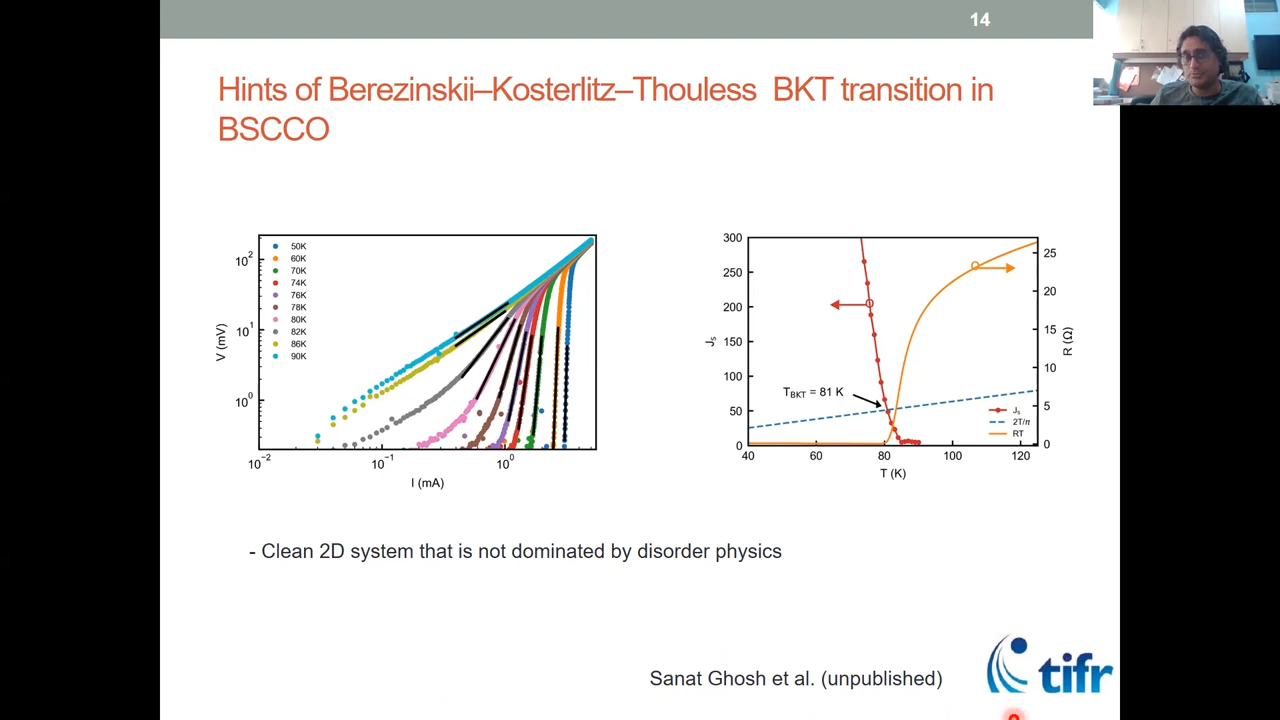 14
Hints of Berezinskii–Kosterlitz–Thouless BKT transition in
BSCCO
10²
10¹
10⁰
V (mV)
50K
60K
70K
74K
76K
78K
80K
82K
86K
90K
10⁻²
10⁻¹
10⁰
I (mA)
300
250
200
150
100
50
0
Jₛ
T_BKT = 81 K
25
20
15
10
5
0
R (Ω)
Jₛ
2T/π
RT
40
60
80
100
120
T (K)
- Clean 2D system that is not dominated by disorder physics
Sanat Ghosh et al. (unpublished)
tifr